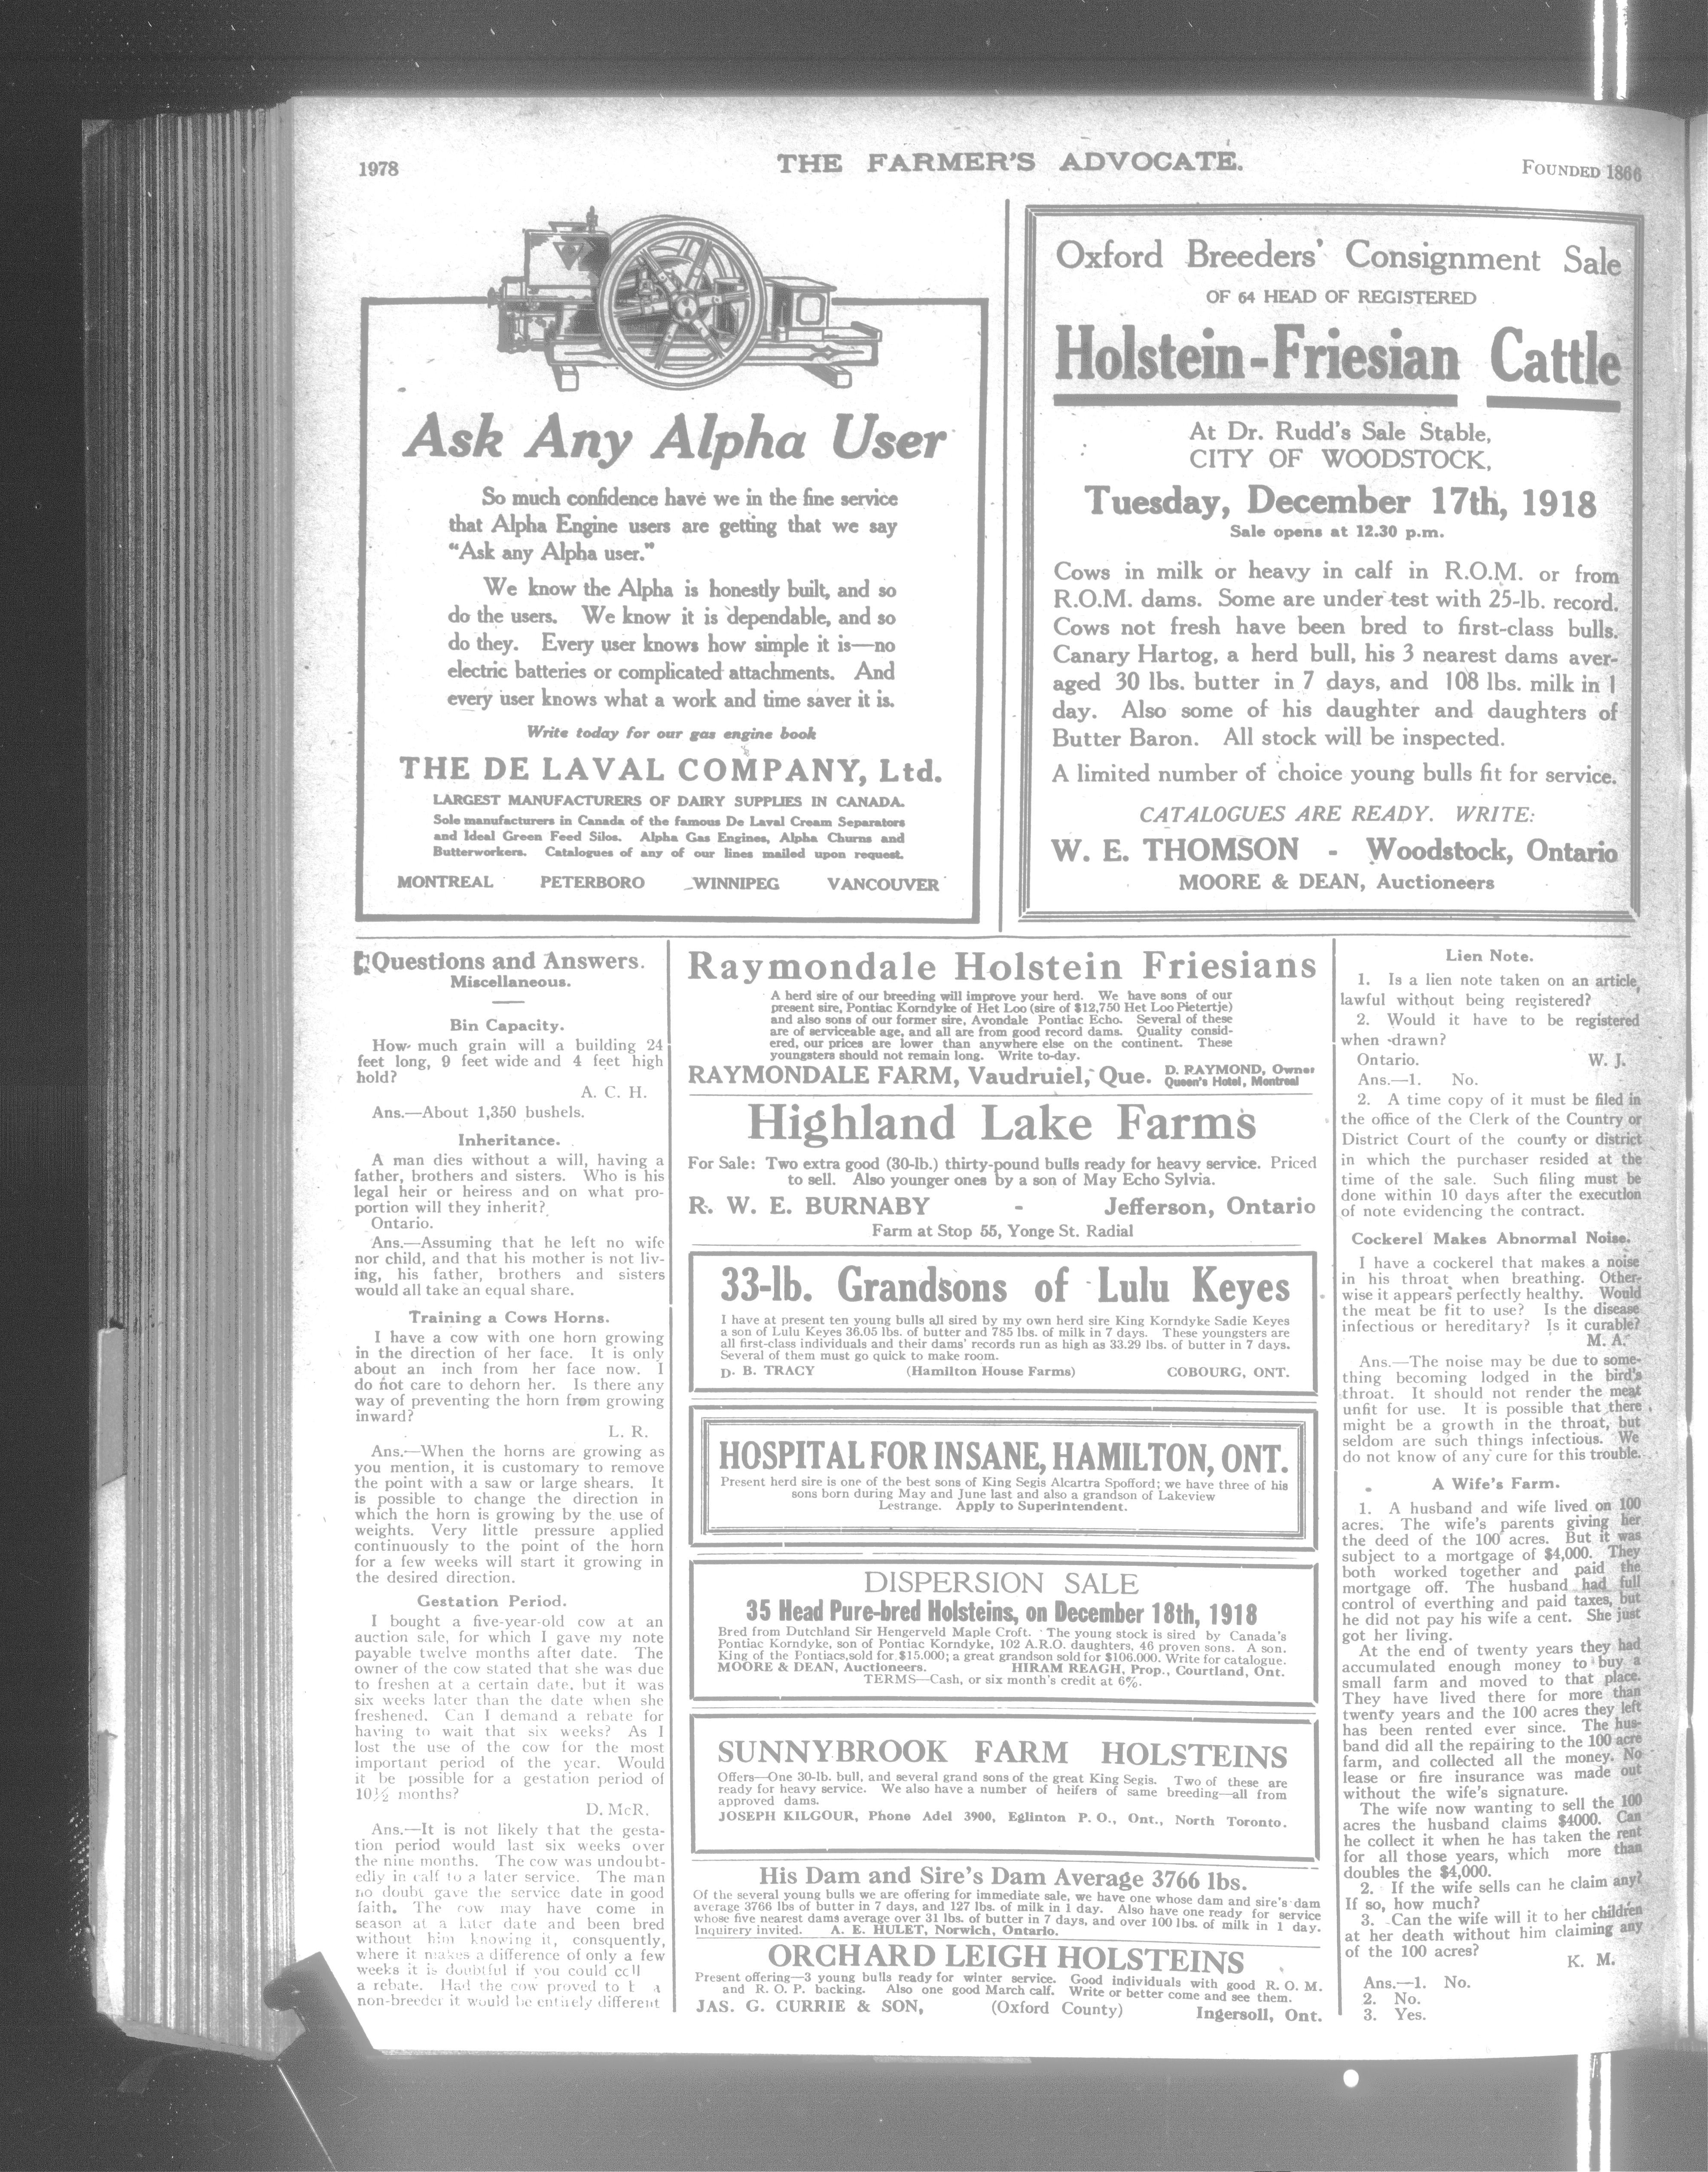 1978
THE FARMER'S ADVOCATE.
FOUNDED 1866
Ask Any Alpha User
So much confidence have we in the fine service
that Alpha Engine users are getting that we say
"Ask any Alpha user."
We know the Alpha is honestly built, and so
do the users. We know it is dependable, and so
do they. Every user knows how simple it is—no
electric batteries or complicated attachments. And
every user knows what a work and time saver it is.
Write today for our gas engine book
THE DE LAVAL COMPANY, Ltd.
LARGEST MANUFACTURERS OF DAIRY SUPPLIES IN CANADA.
Sole manufacturers in Canada of the famous De Laval Cream Separators
and Ideal Green Feed Silos. Alpha Gas Engines, Alpha Churns and
Butterworkers. Catalogues of any of our lines mailed upon request.
MONTREAL PETERBORO WINNIPEG VANCOUVER
Oxford Breeders' Consignment Sale
OF 64 HEAD OF REGISTERED
Holstein-Friesian Cattle
At Dr. Rudd's Sale Stable,
CITY OF WOODSTOCK,
Tuesday, December 17th, 1918
Sale opens at 12.30 p.m.
Cows in milk or heavy in calf in R.O.M. or from
R.O.M. dams. Some are under test with 25-lb. record.
Cows not fresh have been bred to first-class bulls.
Canary Hartog, a herd bull, his 3 nearest dams aver-
aged 30 lbs. butter in 7 days, and 108 lbs. milk in 1
day. Also some of his daughter and daughters of
Butter Baron. All stock will be inspected.
A limited number of choice young bulls fit for service.
CATALOGUES ARE READY. WRITE:
W. E. THOMSON - Woodstock, Ontario
MOORE & DEAN, Auctioneers
Questions and Answers.
Miscellaneous.
Bin Capacity.
How much grain will a building 24
feet long, 9 feet wide and 4 feet high
hold?
A. C. H.
Ans.—About 1,350 bushels.
Inheritance.
A man dies without a will, having a
father, brothers and sisters. Who is his
legal heir or heiress and on what pro-
portion will they inherit?
Ontario.
Ans.—Assuming that he left no wife
nor child, and that his mother is not liv-
ing, his father, brothers and sisters
would all take an equal share.
Training a Cows Horns.
I have a cow with one horn growing
in the direction of her face. It is only
about an inch from her face now. I
do not care to dehorn her. Is there any
way of preventing the horn from growing
inward?
L. R.
Ans.—When the horns are growing as
you mention, it is customary to remove
the point with a saw or large shears. It
is possible to change the direction in
which the horn is growing by the use of
weights. Very little pressure applied
continuously to the point of the horn
for a few weeks will start it growing in
the desired direction.
Gestation Period.
I bought a five-year-old cow at an
auction sale, for which I gave my note
payable twelve months after date. The
owner of the cow stated that she was due
to freshen at a certain date, but it was
six weeks later than the date when she
freshened. Can I demand a rebate for
having to wait that six weeks? As I
lost the use of the cow for the most
important period of the year. Would
it be possible for a gestation period of
10½ months?
D. McR.
Ans.—It is not likely that the gesta-
tion period would last six weeks over
the nine months. The cow was undoubt-
edly in calf to a later service. The man
no doubt gave the service date in good
faith. The cow may have come in
season at a later date and been bred
without him knowing it, consquently,
where it makes a difference of only a few
weeks it is doubtful if you could
a rebate. Had the cow proved to
non-breeder it would be entirely different
Raymondale Holstein Friesians
A herd sire of our breeding will improve your herd. We have sons of our
present sire, Pontiac Korndyke of Het Loo (sire of $12,750 Het Loo Pietertje)
and also sons of our former sire, Avondale Pontiac Echo. Several of these
are of serviceable age, and all are from good record dams. Quality consid-
ered, our prices are lower than anywhere else on the continent. These
youngsters should not remain long. Write to-day.
RAYMONDALE FARM, Vaudruiel, Que. D. RAYMOND, Owner
Queen's Hotel, Montreal
Highland Lake Farms
For Sale: Two extra good (30-lb.) thirty-pound bulls ready for heavy service. Priced
to sell. Also younger ones by a son of May Echo Sylvia.
R. W. E. BURNABY - Jefferson, Ontario
Farm at Stop 55, Yonge St. Radial
33-lb. Grandsons of Lulu Keyes
I have at present ten young bulls all sired by my own herd sire King Korndyke Sadie Keyes
a son of Lulu Keyes 36.05 lbs. of butter and 785 lbs. of milk in 7 days. These youngsters are
all first-class individuals and their dams' records run as high as 33.29 lbs. of butter in 7 days.
Several of them must go quick to make room.
D. B. TRACY (Hamilton House Farms) COBOURG, ONT.
HOSPITAL FOR INSANE, HAMILTON, ONT.
Present herd sire is one of the best sons of King Segis Alcartra Spofford; we have three of his
sons born during May and June last and also a grandson of Lakeview
Lestrange. Apply to Superintendent.
DISPERSION SALE
35 Head Pure-bred Holsteins, on December 18th, 1918
Bred from Dutchland Sir Hengerveld Maple Croft. The young stock is sired by Canada's
Pontiac Korndyke, son of Pontiac Korndyke, 102 A.R.O. daughters, 46 proven sons. A son.
King of the Pontiacs, sold for $15.000; a great grandson sold for $106.000. Write for catalogue.
MOORE & DEAN, Auctioneers. HIRAM REAGH, Prop., Courtland, Ont.
TERMS—Cash, or six month's credit at 6%.
SUNNYBROOK FARM HOLSTEINS
Offers—One 30-lb. bull, and several grand sons of the great King Segis. Two of these are
ready for heavy service. We also have a number of heifers of same breeding—all from
approved dams.
JOSEPH KILGOUR, Phone Adel 3900, Eglinton P. O., Ont., North Toronto.
His Dam and Sire's Dam Average 3766 lbs.
Of the several young bulls we are offering for immediate sale, we have one whose dam and sire's dam
average 3766 lbs of butter in 7 days, and 127 lbs. of milk in 1 day. Also have one ready for service
whose five nearest dams average over 31 lbs. of butter in 7 days, and over 100 lbs. of milk in 1 day.
Inquirery invited. A. E. HULET, Norwich, Ontario.
ORCHARD LEIGH HOLSTEINS
Present offering—3 young bulls ready for winter service. Good individuals with good R. O. M.
and R. O. P. backing. Also one good March calf. Write or better come and see them.
JAS. G. CURRIE & SON, (Oxford County) Ingersoll, Ont.
Lien Note.
1. Is a lien note taken on an article,
lawful without being registered?
2. Would it have to be registered
when drawn?
Ontario. W. J.
Ans.—1. No.
2. A time copy of it must be filed in
the office of the Clerk of the Country or
District Court of the county or district
in which the purchaser resided at the
time of the sale. Such filing must be
done within 10 days after the execution
of note evidencing the contract.
Cockerel Makes Abnormal Noise.
I have a cockerel that makes a noise
in his throat when breathing. Other-
wise it appears perfectly healthy. Would
the meat be fit to use? Is the disease
infectious or hereditary? Is it curable?
M. A.
Ans.—The noise may be due to some-
thing becoming lodged in the bird's
throat. It should not render the meat
unfit for use. It is possible that there
might be a growth in the throat, but
seldom are such things infectious. We
do not know of any cure for this trouble.
A Wife's Farm.
1. A husband and wife lived on 100
acres. The wife's parents giving her
the deed of the 100 acres. But it was
subject to a mortgage of $4,000. They
both worked together and paid the
mortgage off. The husband had full
control of everthing and paid taxes, but
he did not pay his wife a cent. She just
got her living.
At the end of twenty years they had
accumulated enough money to buy a
small farm and moved to that place.
They have lived there for more than
twenty years and the 100 acres they left
has been rented ever since. The hus-
band did all the repairing to the 100 acre
farm, and collected all the money. No
lease or fire insurance was made out
without the wife's signature.
The wife now wanting to sell the 100
acres the husband claims $4000. Can
he collect it when he has taken the rent
for all those years, which more than
doubles the $4,000.
2. If the wife sells can he claim any?
If so, how much?
3. Can the wife will it to her children
at her death without him claiming any
of the 100 acres?
K. M.
Ans.—1. No.
2. No.
3. Yes.